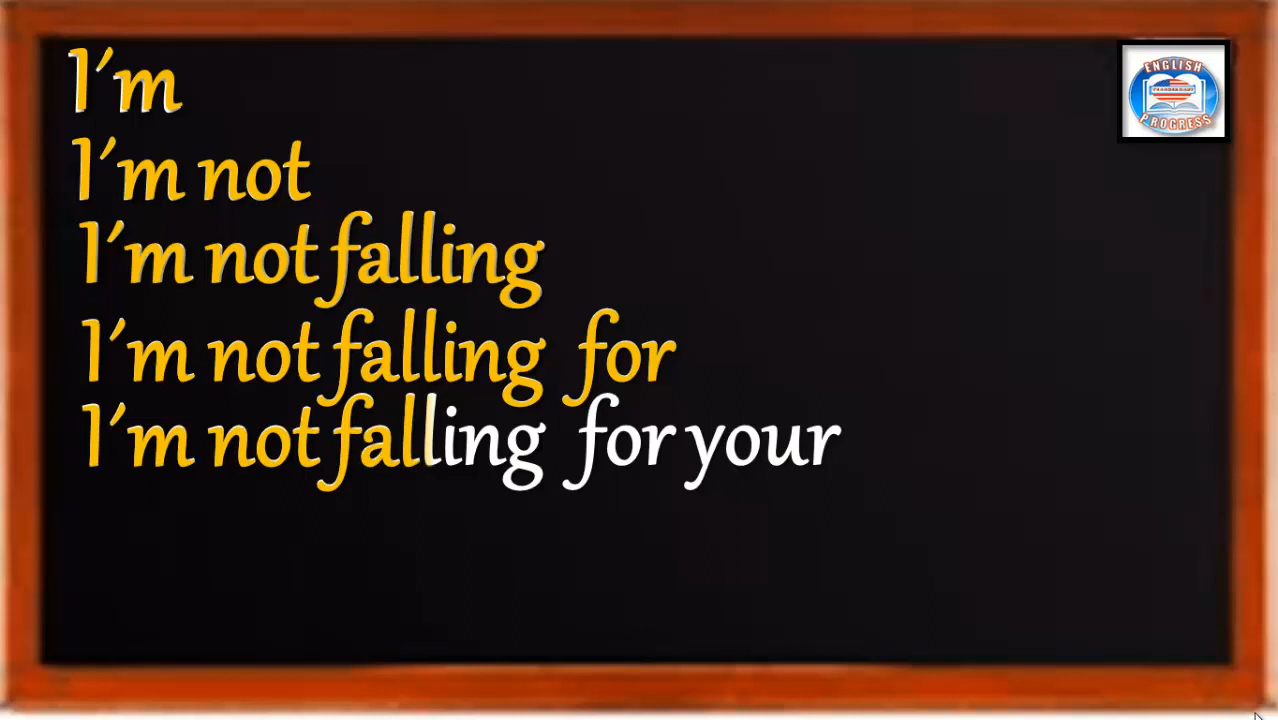 I'm
I'm not
I'm not falling
I'm not falling for
I'm not falling for your
ENGLISH
PROGRESS